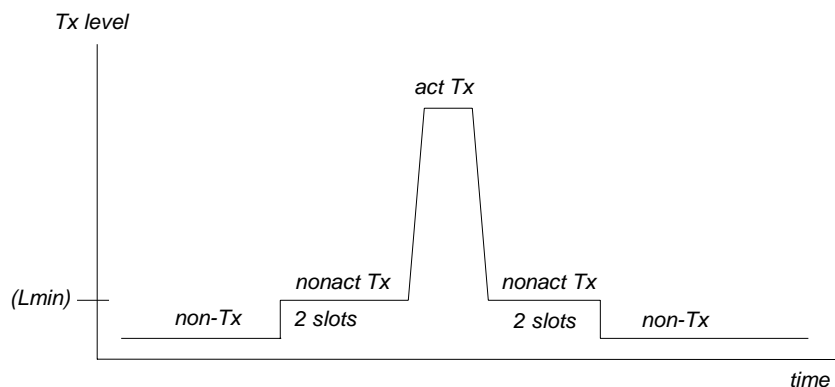 Tx level
act Tx
nonact Tx
nonact Tx
(Lmin)
non-Tx
2 slots
2 slots
non-Tx
time